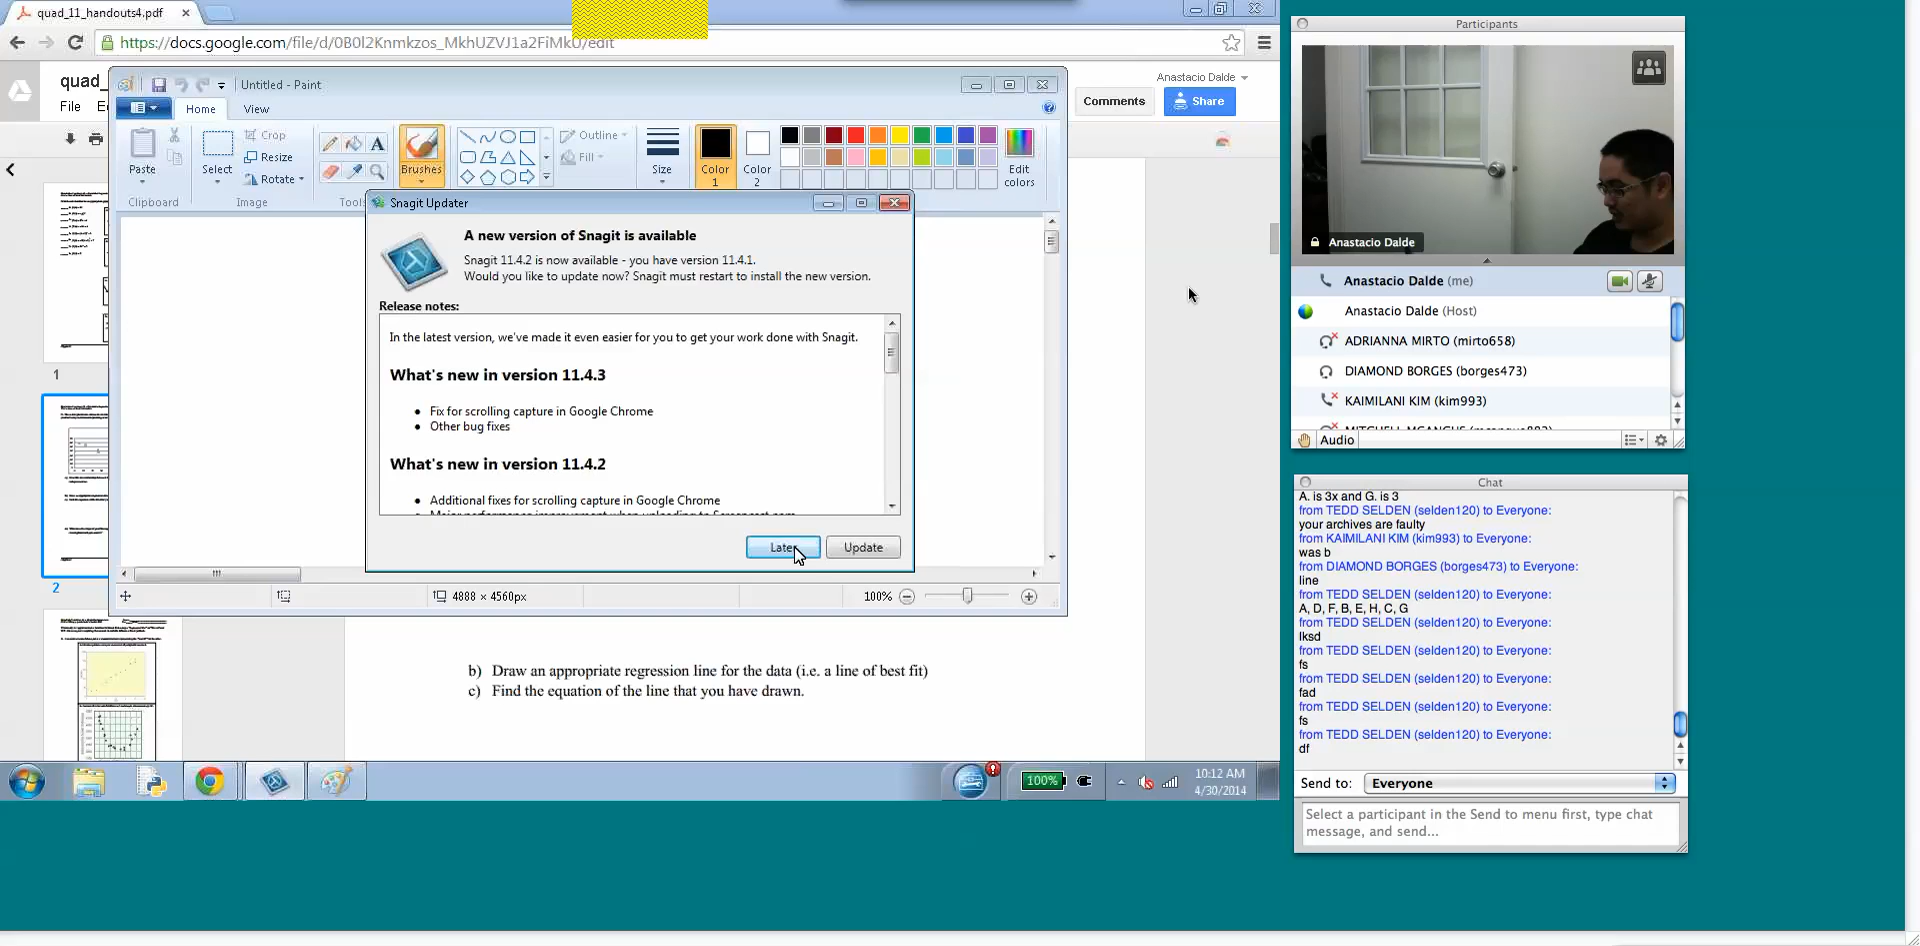 quad_11_handouts4.pdf
https://docs.google.com/file/d/0B0l2Knmkzos_MkhUZVJ1a2FiMkU/edit
quad_
File
Anastacio Dalde
Comments
Share
Untitled - Paint
Home
View
Paste
Select
Crop
Resize
Rotate
Brushes
Outline
Fill
Size
Color
1
Color
2
Edit
colors
Clipboard
Image
Tools
Snagit Updater
A new version of Snagit is available
Snagit 11.4.2 is now available - you have version 11.4.1.
Would you like to update now? Snagit must restart to install the new version.
Release notes:
In the latest version, we've made it even easier for you to get your work done with Snagit.
What's new in version 11.4.3
Fix for scrolling capture in Google Chrome
Other bug fixes
What's new in version 11.4.2
Additional fixes for scrolling capture in Google Chrome
Later
Update
4888 × 4560px
100%
1
2
b) Draw an appropriate regression line for the data (i.e. a line of best fit)
c) Find the equation of the line that you have drawn.
100%
10:12 AM
4/30/2014
Participants
Anastacio Dalde
Anastacio Dalde (me)
Anastacio Dalde (Host)
ADRIANNA MIRTO (mirto658)
DIAMOND BORGES (borges473)
KAIMILANI KIM (kim993)
Audio
Chat
A. is 3x and G. is 3
from TEDD SELDEN (selden120) to Everyone:
your archives are faulty
from KAIMILANI KIM (kim993) to Everyone:
was b
from DIAMOND BORGES (borges473) to Everyone:
line
from TEDD SELDEN (selden120) to Everyone:
A, D, F, B, E, H, C, G
from TEDD SELDEN (selden120) to Everyone:
lksd
from TEDD SELDEN (selden120) to Everyone:
fs
from TEDD SELDEN (selden120) to Everyone:
fad
from TEDD SELDEN (selden120) to Everyone:
fs
from TEDD SELDEN (selden120) to Everyone:
df
Send to:
Everyone
Select a participant in the Send to menu first, type chat
message, and send...